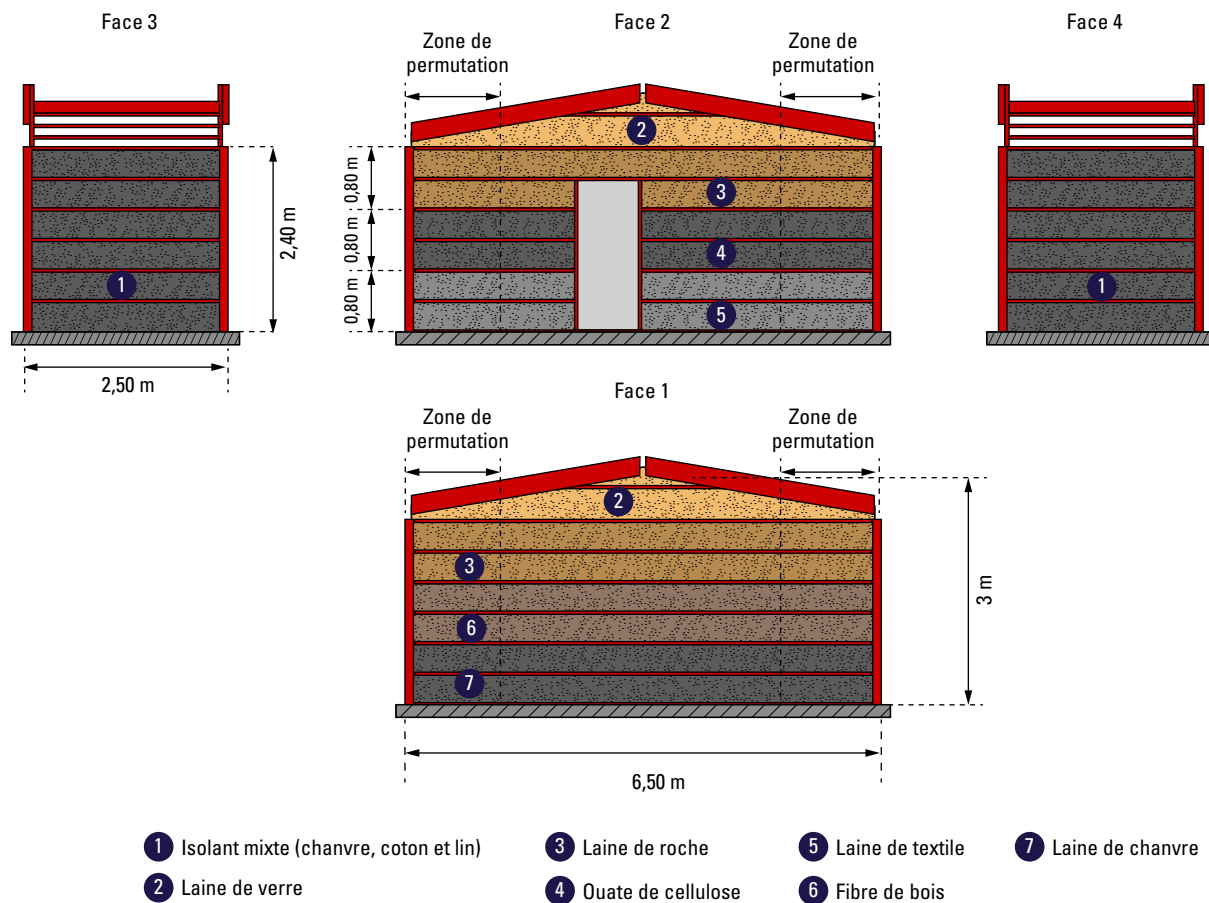 Face 3
Face 2
Face 4
Zone de
permutation
Zone de
permutation
2
3
4
5
0,80 m
0,80 m
0,80 m
1
2,40 m
2,50 m
1
Face 1
Zone de
permutation
Zone de
permutation
2
3
6
7
3 m
6,50 m
1 Isolant mixte (chanvre, coton et lin)
2 Laine de verre
3 Laine de roche
4 Ouate de cellulose
5 Laine de textile
6 Fibre de bois
7 Laine de chanvre